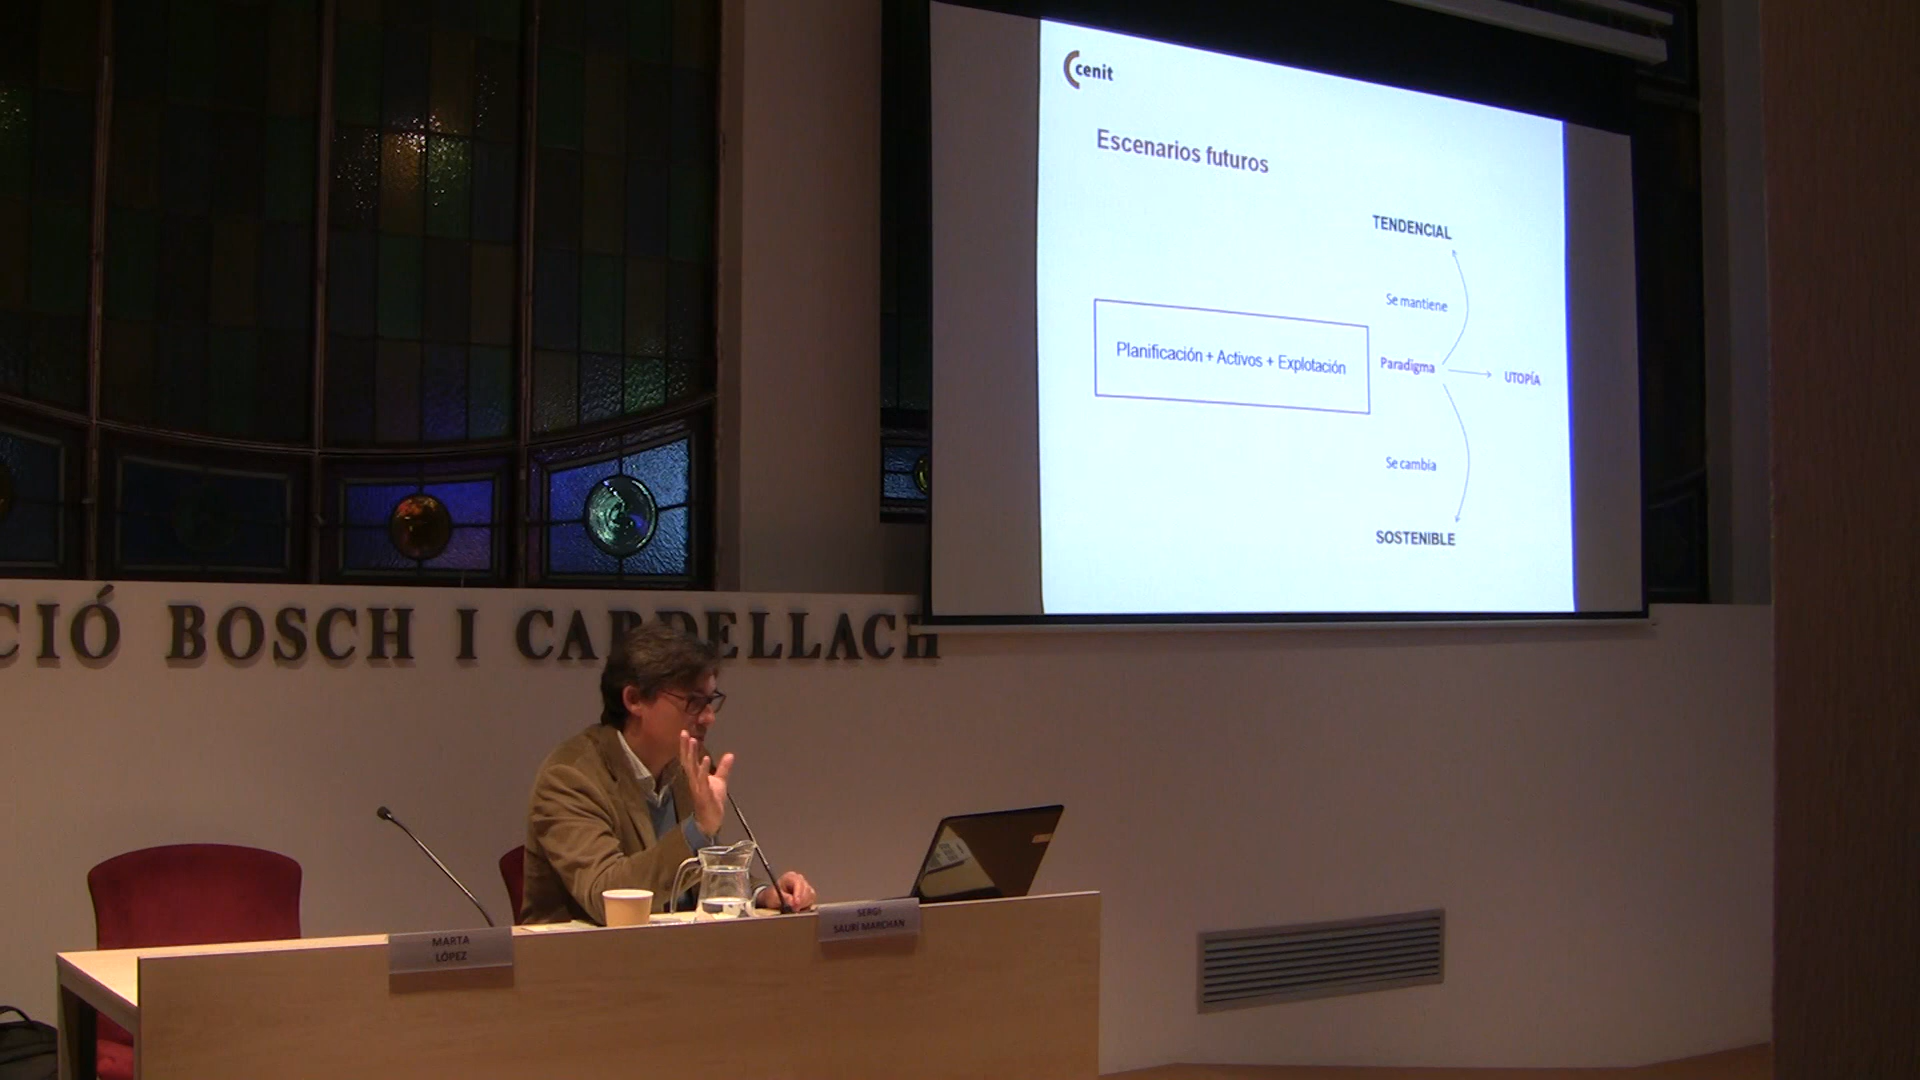 cenit
Escenarios futuros
TENDENCIAL
Se mantiene
Planificación + Activos + Explotación
Paradigma
UTOPÍA
Se cambia
SOSTENIBLE
CIÓ BOSCH I CARDELLACH
MARTA
LÓPEZ
SERGI
SAURÍ MARCHAN